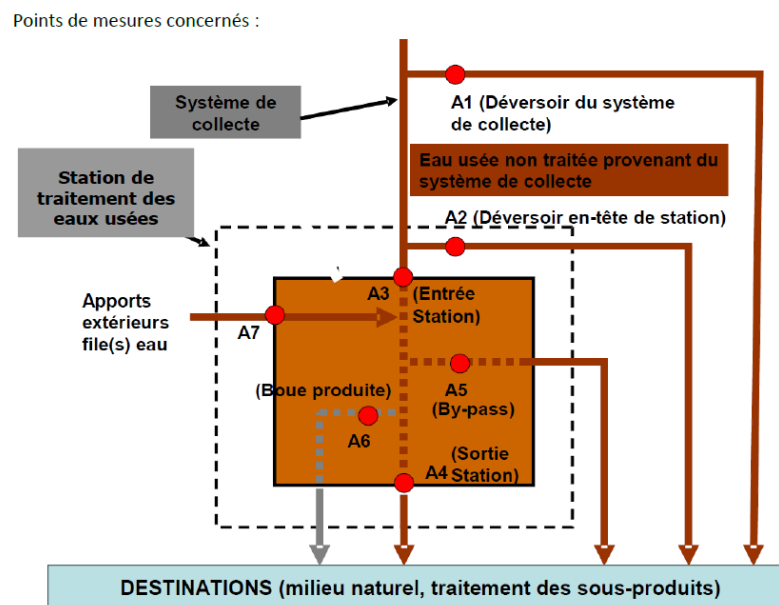 Points de mesures concernés :
Système de
collecte
A1 (Déversoir du système
de collecte)
Station de
traitement des
eaux usées
Eau usée non traitée provenant du
système de collecte
A2 (Déversoir en-tête de station)
A3
(Entrée
Station)
Apports
extérieurs
file(s) eau
A7
(Boue produite)
A5
(By-pass)
A6
(Sortie
Station)
A4
DESTINATIONS (milieu naturel, traitement des sous-produits)